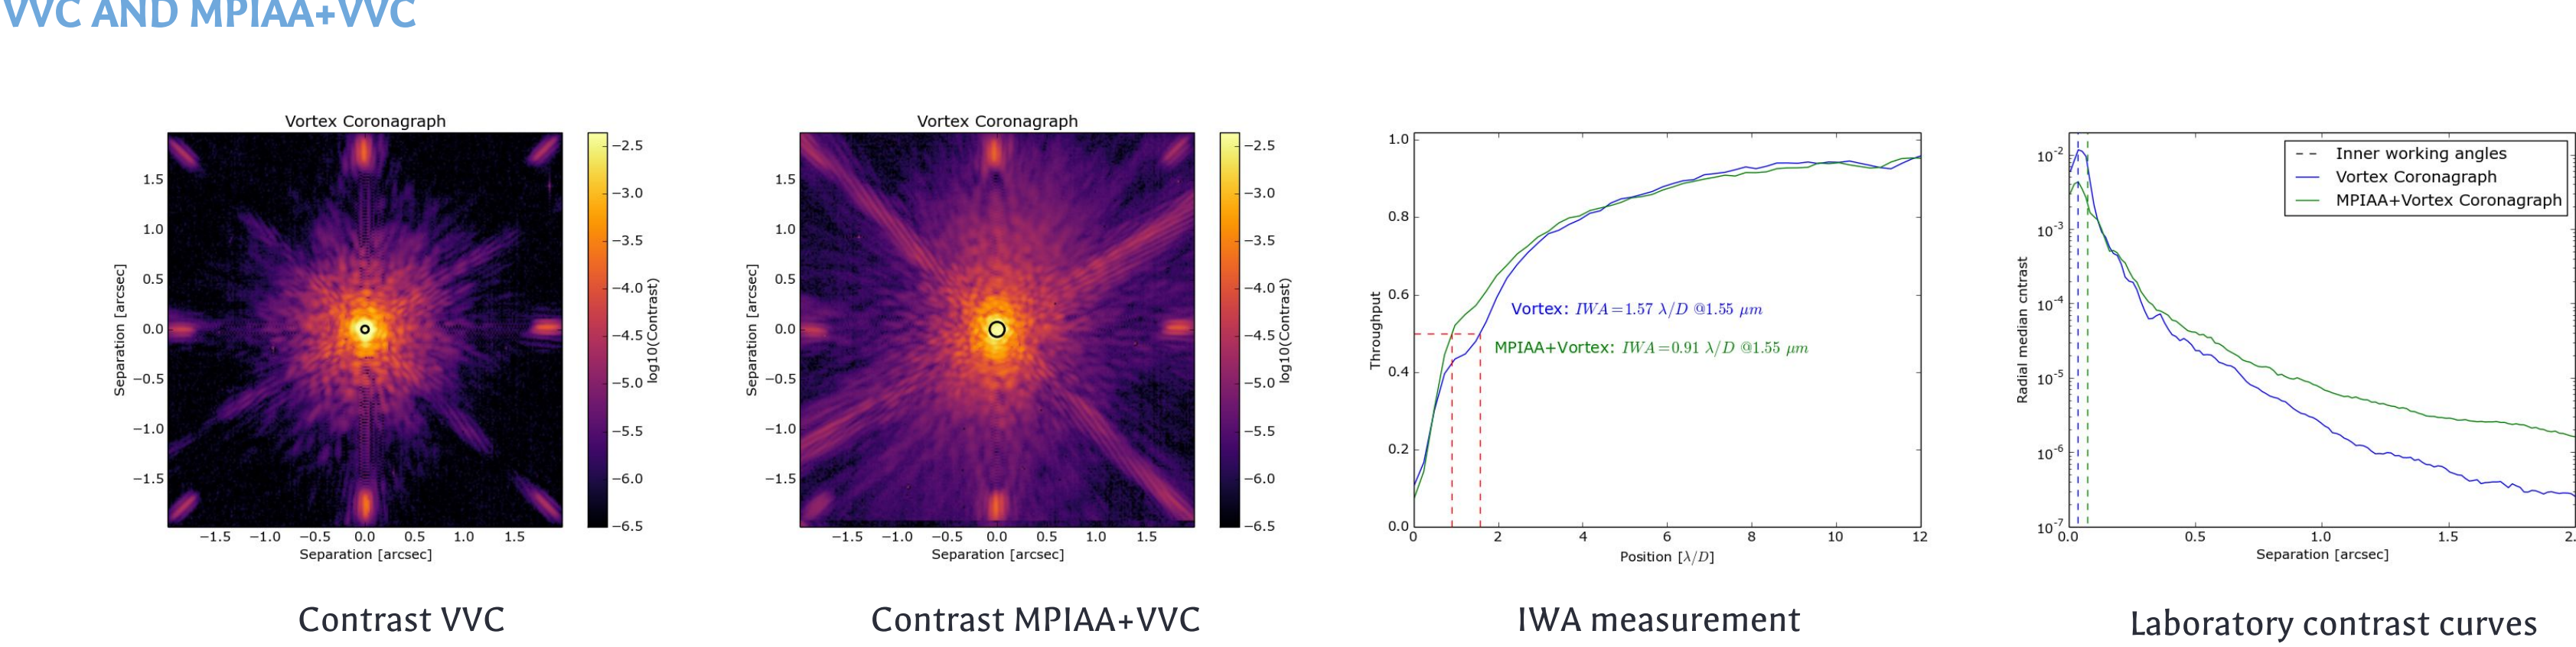 VVC AND MPIAA+VVC
Vortex Coronagraph
Separation [arcsec]
1.5
1.0
0.5
0.0
−0.5
−1.0
−1.5
−1.5 −1.0 −0.5 0.0 0.5 1.0 1.5
Separation [arcsec]
−2.5
−3.0
−3.5
−4.0
−4.5
−5.0
−5.5
−6.0
−6.5
log10(Contrast)
Contrast VVC
Vortex Coronagraph
Separation [arcsec]
1.5
1.0
0.5
0.0
−0.5
−1.0
−1.5
−1.5 −1.0 −0.5 0.0 0.5 1.0 1.5
Separation [arcsec]
−2.5
−3.0
−3.5
−4.0
−4.5
−5.0
−5.5
−6.0
−6.5
log10(Contrast)
Contrast MPIAA+VVC
Throughput
1.0
0.8
0.6
0.4
0.2
0.0
Vortex: IWA=1.57 λ/D @1.55 μm
MPIAA+Vortex: IWA=0.91 λ/D @1.55 μm
0 2 4 6 8 10 12
Position [λ/D]
IWA measurement
Radial median cntrast
10⁻²
10⁻³
10⁻⁴
10⁻⁵
10⁻⁶
10⁻⁷
Inner working angles
Vortex Coronagraph
MPIAA+Vortex Coronagraph
0.0 0.5 1.0 1.5 2.
Separation [arcsec]
Laboratory contrast curves